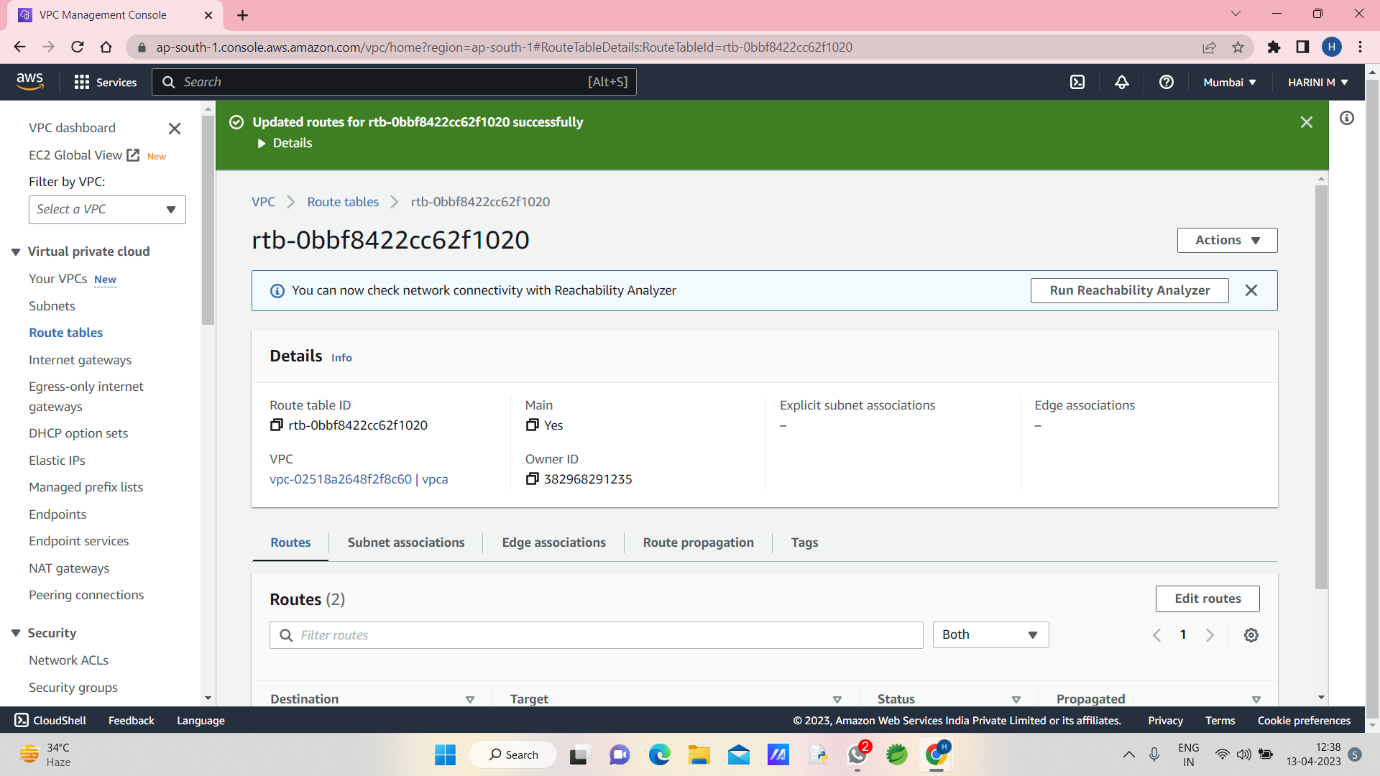 VPC Management Console
ap-south-1.console.aws.amazon.com/vpc/home?region=ap-south-1#RouteTableDetails:RouteTableId=rtb-0bbf8422cc62f1020
H
aws
Services
Search
[Alt+S]
Mumbai
HARINI M
VPC dashboard
EC2 Global View New
Filter by VPC:
Select a VPC
Virtual private cloud
Your VPCs New
Subnets
Route tables
Internet gateways
Egress-only internet
gateways
DHCP option sets
Elastic IPs
Managed prefix lists
Endpoints
Endpoint services
NAT gateways
Peering connections
Security
Network ACLs
Security groups
Updated routes for rtb-0bbf8422cc62f1020 successfully
Details
VPC
Route tables
rtb-0bbf8422cc62f1020
rtb-0bbf8422cc62f1020
Actions
You can now check network connectivity with Reachability Analyzer
Run Reachability Analyzer
Details Info
Route table ID
rtb-0bbf8422cc62f1020
Main
Yes
Explicit subnet associations
–
Edge associations
–
VPC
vpc-02518a2648f2f8c60 | vpca
Owner ID
382968291235
Routes
Subnet associations
Edge associations
Route propagation
Tags
Routes (2)
Edit routes
Filter routes
Both
1
Destination
Target
Status
Propagated
CloudShell
Feedback
Language
© 2023, Amazon Web Services India Private Limited or its affiliates.
Privacy
Terms
Cookie preferences
34°C
Haze
Search
2
H
ENG
IN
12:38
13-04-2023
5